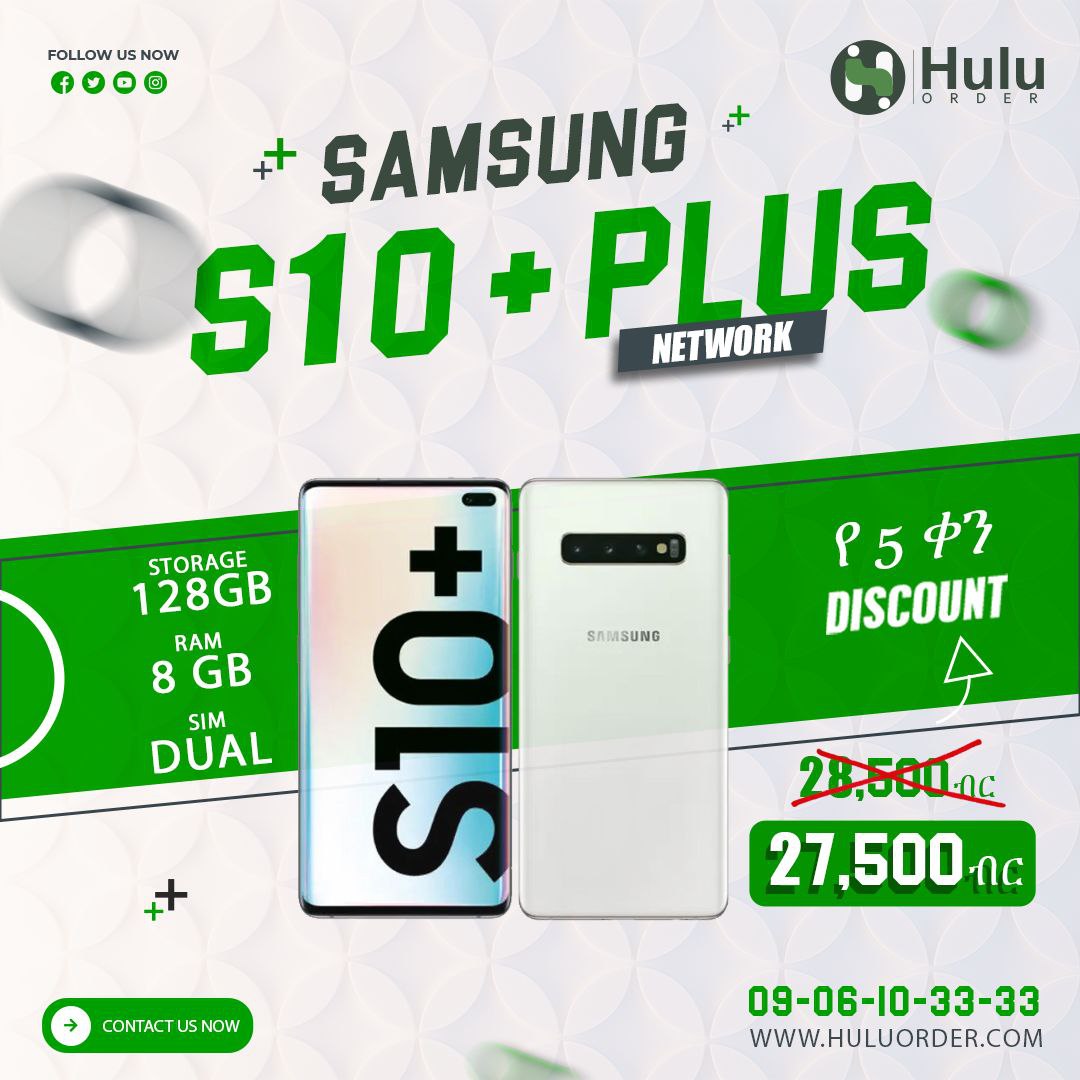 FOLLOW US NOW
Hulu
ORDER
SAMSUNG
S10 + PLUS
NETWORK
STORAGE
128GB
RAM
8 GB
SIM
DUAL
S10+
SAMSUNG
የ 5 ቀን
DISCOUNT
28,500 ብር
27,500 ብር
CONTACT US NOW
09-06-10-33-33
WWW.HULUORDER.COM